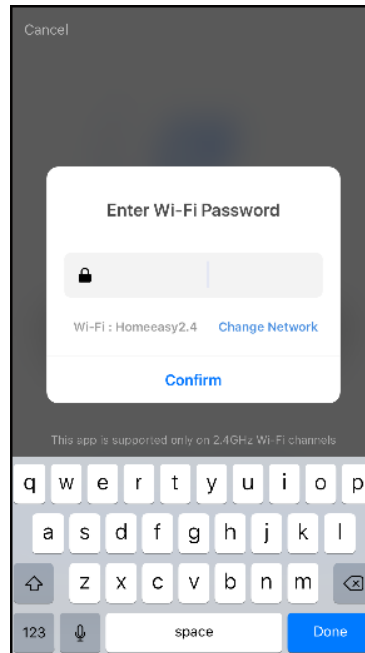 Cancel
Enter Wi-Fi Password
Wi-Fi : Homeeasy2.4 Change Network
Confirm
This app is supported only on 2.4GHz Wi-Fi channels
q w e r t y u i o p
a s d f g h j k l
z x c v b n m
123 space Done